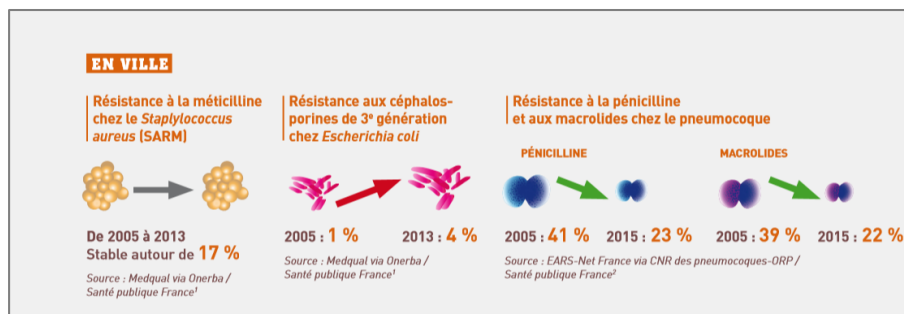 EN VILLE
Résistance à la méticilline
chez le Staplylococcus
aureus (SARM)
De 2005 à 2013
Stable autour de 17 %
Source : Medqual via Onerba /
Santé publique France¹
Résistance aux céphalos-
porines de 3e génération
chez Escherichia coli
2005 : 1 %
2013 : 4 %
Source : Medqual via Onerba /
Santé publique France¹
Résistance à la pénicilline
et aux macrolides chez le pneumocoque
PÉNICILLINE
2005 : 41 %
2015 : 23 %
MACROLIDES
2005 : 39 %
2015 : 22 %
Source : EARS-Net France via CNR des pneumocoques-ORP /
Santé publique France²